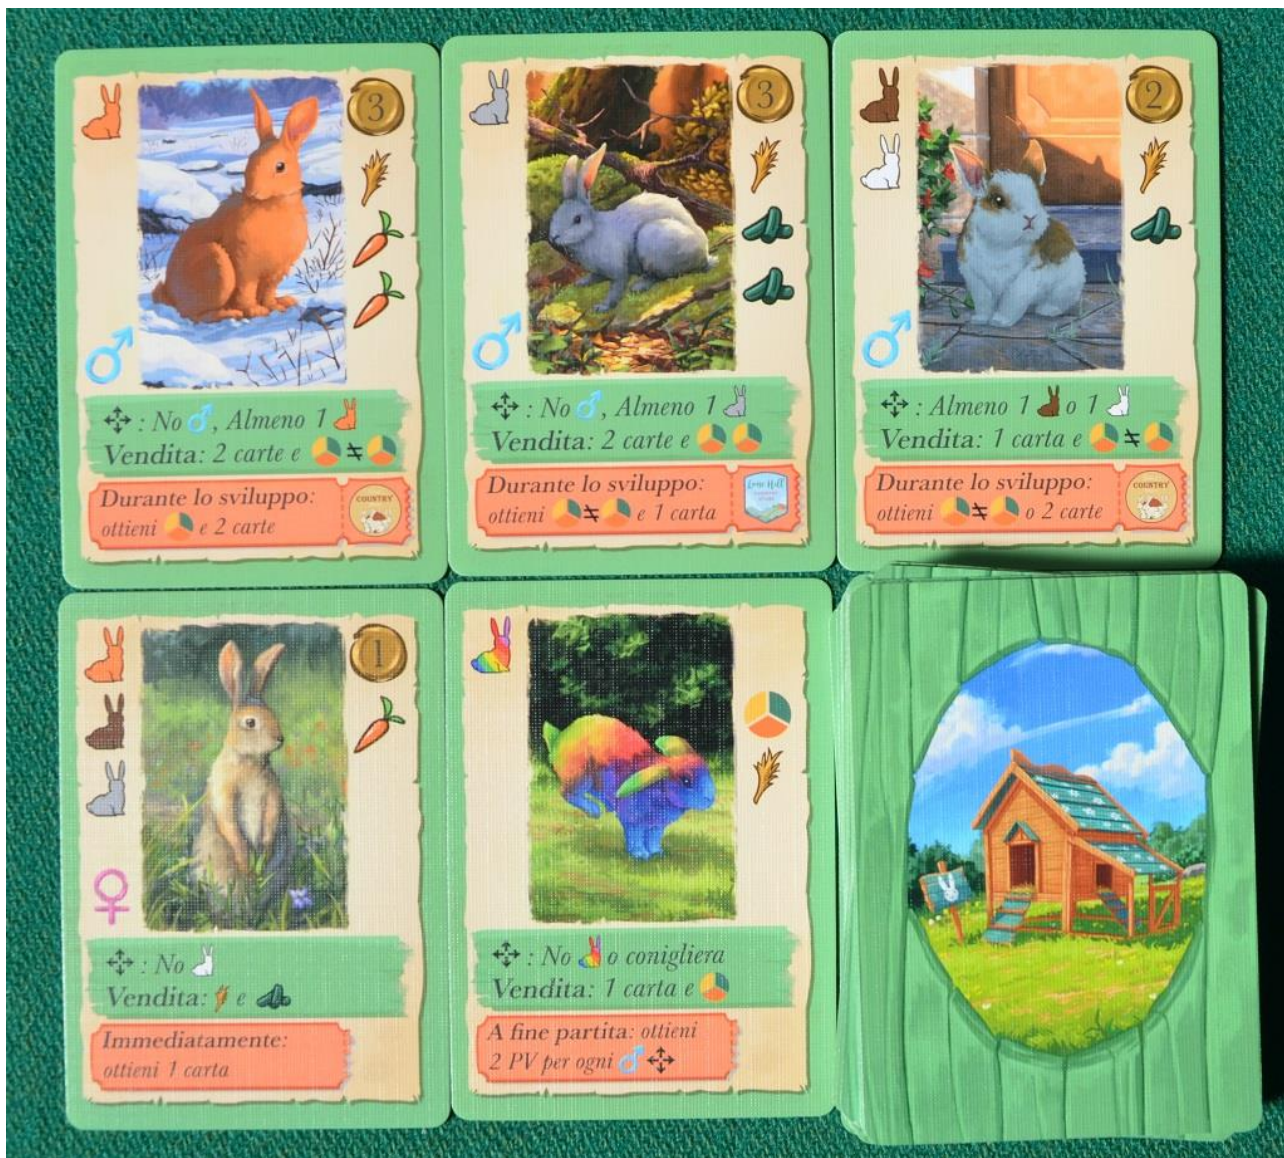 3
: No , Almeno 1
Vendita: 2 carte e ≠
Durante lo sviluppo:
ottieni e 2 carte
COUNTRY
3
: No , Almeno 1
Vendita: 2 carte e
Durante lo sviluppo:
ottieni ≠ e 1 carta
Lone Hill
2
: Almeno 1 o 1
Vendita: 1 carta e ≠
Durante lo sviluppo:
ottieni ≠ o 2 carte
COUNTRY
1
: No
Vendita: e
Immediatamente:
ottieni 1 carta
: No o conigliera
Vendita: 1 carta e
A fine partita: ottieni
2 PV per ogni